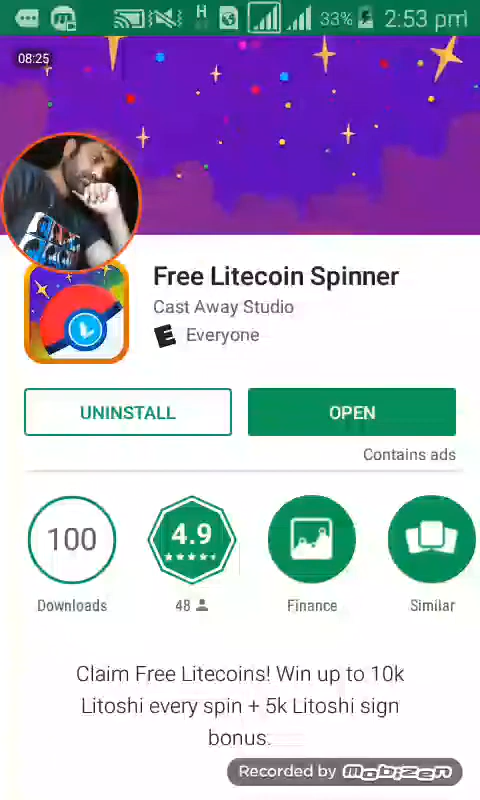 H 33% 2:53 pm
08:25
Free Litecoin Spinner
Cast Away Studio
E Everyone
UNINSTALL OPEN
Contains ads
100 4.9
Downloads 48 Finance Similar
Claim Free Litecoins! Win up to 10k
Litoshi every spin + 5k Litoshi sign
bonus.
Recorded by mobizen